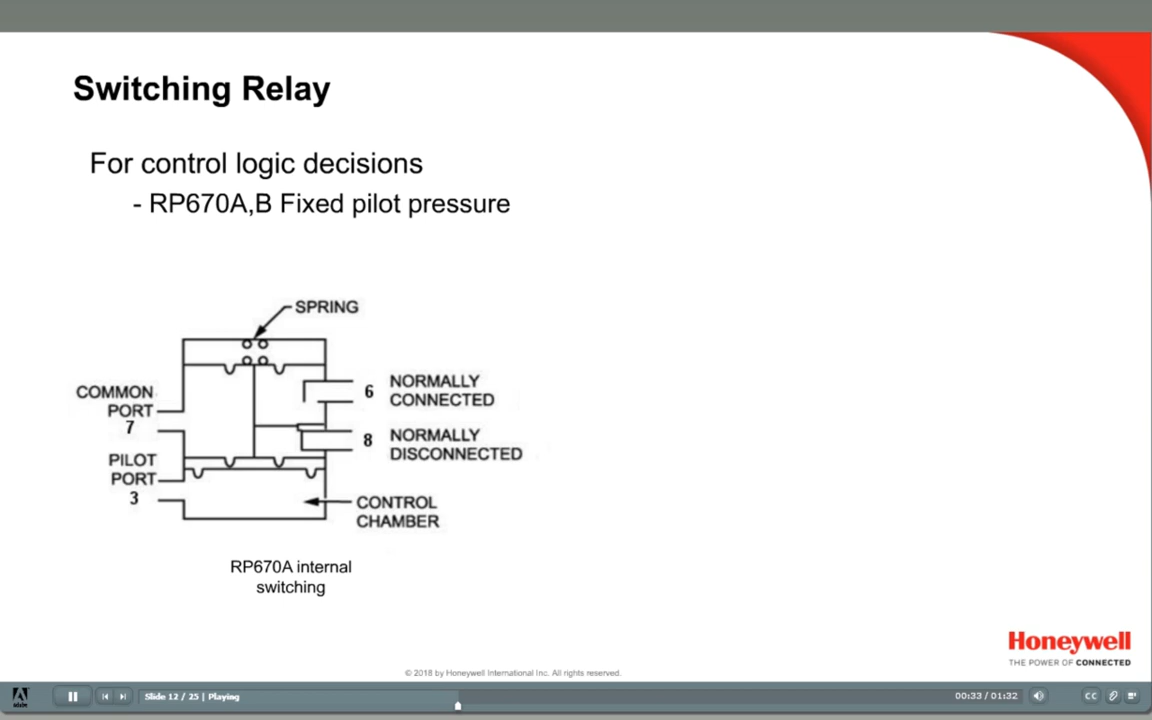 Switching Relay
For control logic decisions
- RP670A,B Fixed pilot pressure
SPRING
COMMON
PORT
7
PILOT
PORT
3
6 NORMALLY
CONNECTED
8 NORMALLY
DISCONNECTED
CONTROL
CHAMBER
RP670A internal
switching
Honeywell
THE POWER OF CONNECTED
© 2018 by Honeywell International Inc. All rights reserved.
Adobe
Slide 12 / 25 | Playing
00:33 / 01:32
CC